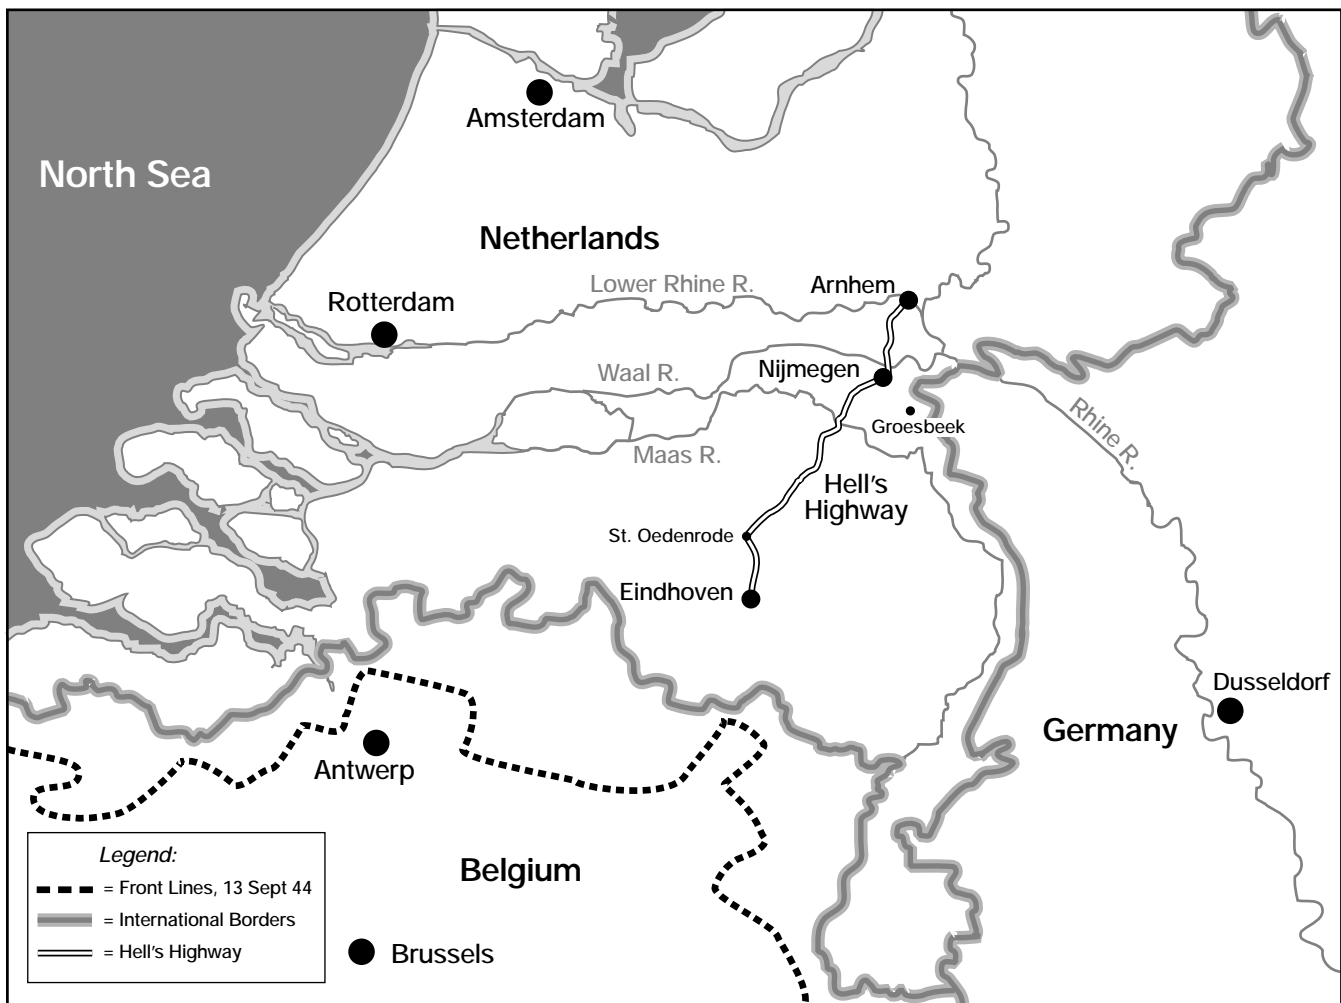 Amsterdam
North Sea
Netherlands
Lower Rhine R.
Arnhem
Rotterdam
Waal R.
Nijmegen
Groesbeek
Rhine R.
Maas R.
Hell's
Highway
St. Oedenrode
Eindhoven
Dusseldorf
Germany
Antwerp
Belgium
Brussels
Legend:
= Front Lines, 13 Sept 44
= International Borders
= Hell's Highway